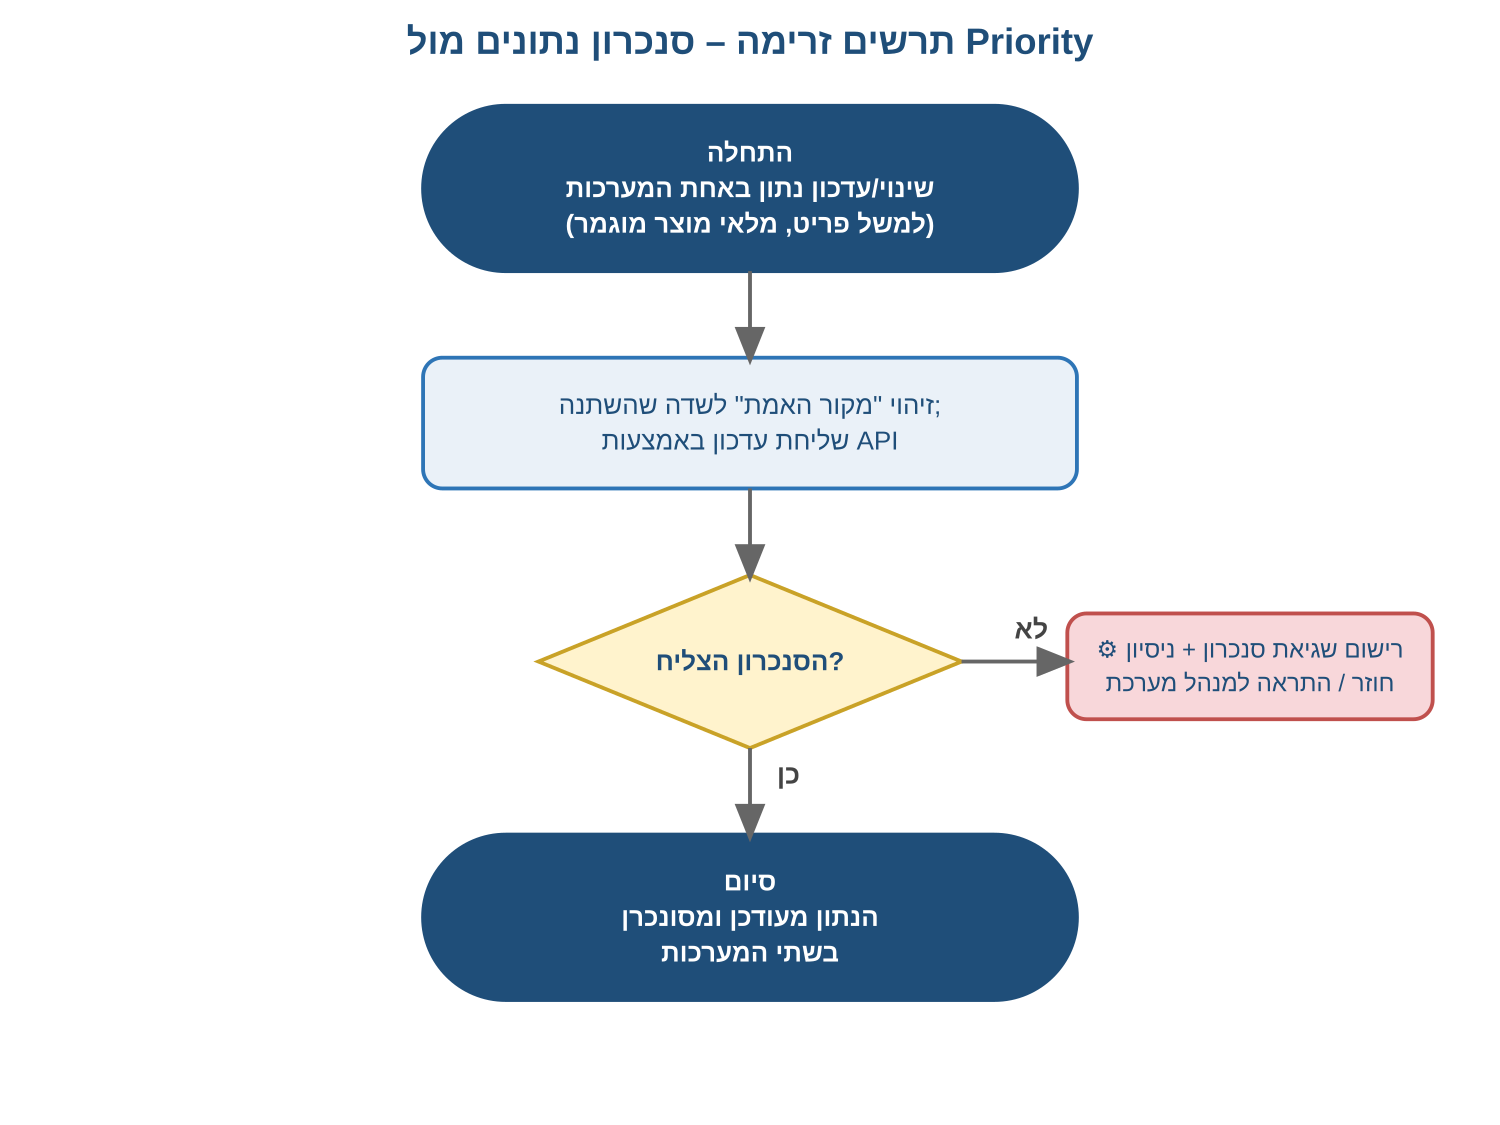 תרשים זרימה – סנכרון נתונים מול Priority
התחלה
שינוי/עדכון נתון באחת המערכות
(למשל פריט, מלאי מוצר מוגמר)
זיהוי "מקור האמת" לשדה שהשתנה;
שליחת עדכון באמצעות API
הסנכרון הצליח?
לא
רישום שגיאת סנכרון + ניסיון ⚙
חוזר / התראה למנהל מערכת
כן
סיום
הנתון מעודכן ומסונכרן
בשתי המערכות